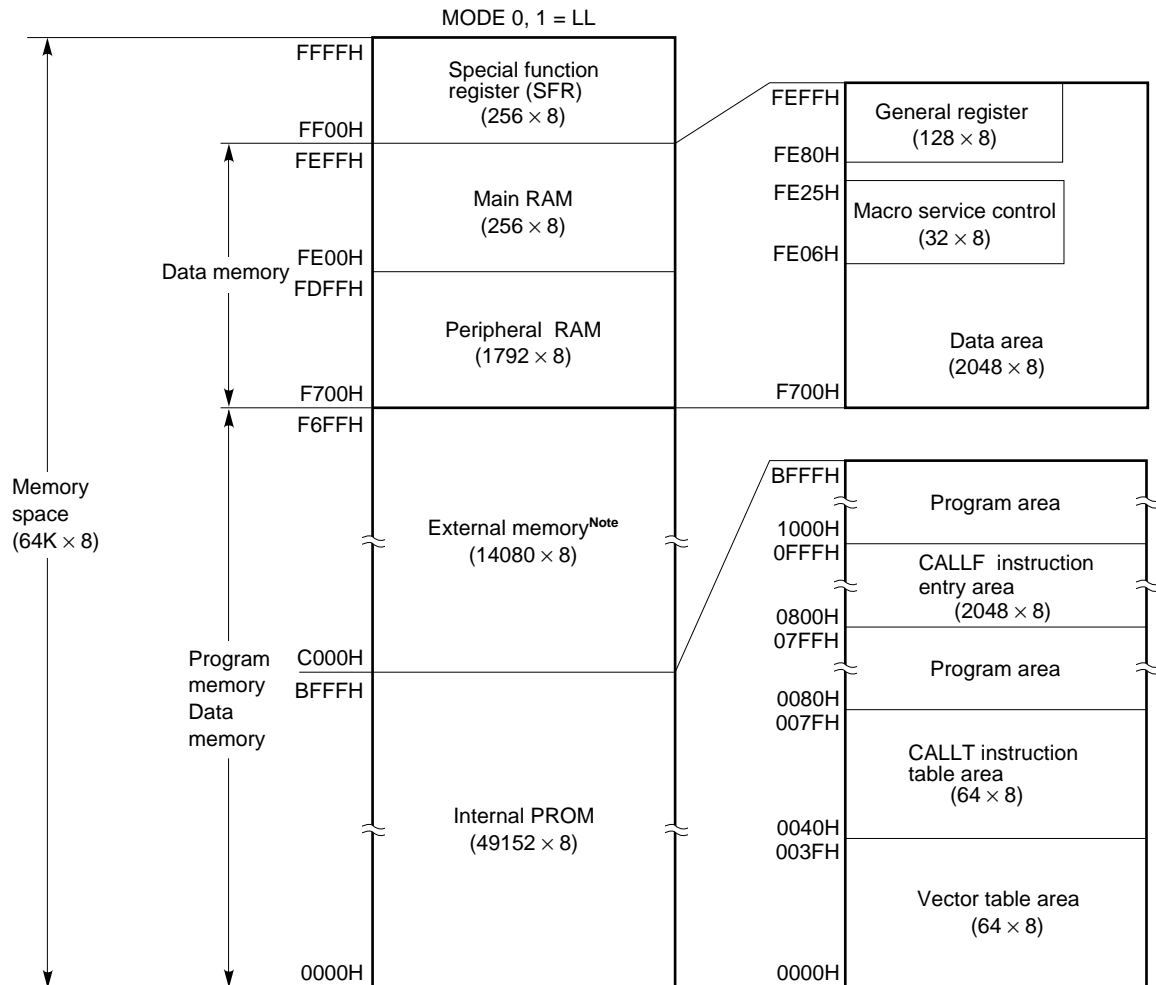 MODE 0, 1 = LL
Memory
space
(64K × 8)
Data memory
Program
memory
Data
memory
FFFFH
Special function
register (SFR)
(256 × 8)
FF00H
FEFFH
Main RAM
(256 × 8)
FE00H
FDFFH
Peripheral RAM
(1792 × 8)
F700H
F6FFH
External memoryNote
(14080 × 8)
C000H
BFFFH
Internal PROM
(49152 × 8)
0000H
FEFFH
General register
(128 × 8)
FE80H
FE25H
Macro service control
(32 × 8)
FE06H
Data area
(2048 × 8)
F700H
BFFFH
Program area
1000H
0FFFH
CALLF instruction
entry area
(2048 × 8)
0800H
07FFH
Program area
0080H
007FH
CALLT instruction
table area
(64 × 8)
0040H
003FH
Vector table area
(64 × 8)
0000H